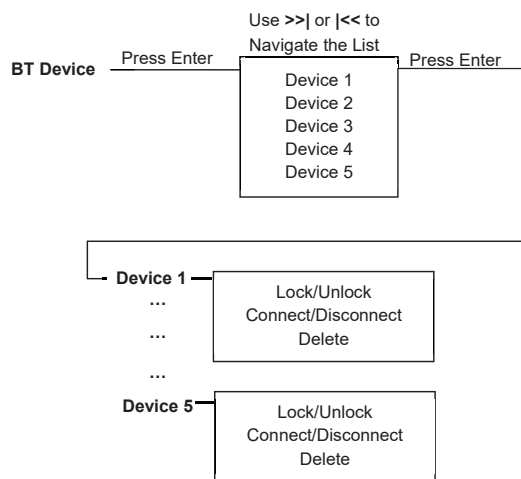 Use >>| or |<< to
Navigate the List
BT Device
Press Enter
Device 1
Device 2
Device 3
Device 4
Device 5
Press Enter
Device 1
Lock/Unlock
Connect/Disconnect
Delete
...
...
...
Device 5
Lock/Unlock
Connect/Disconnect
Delete